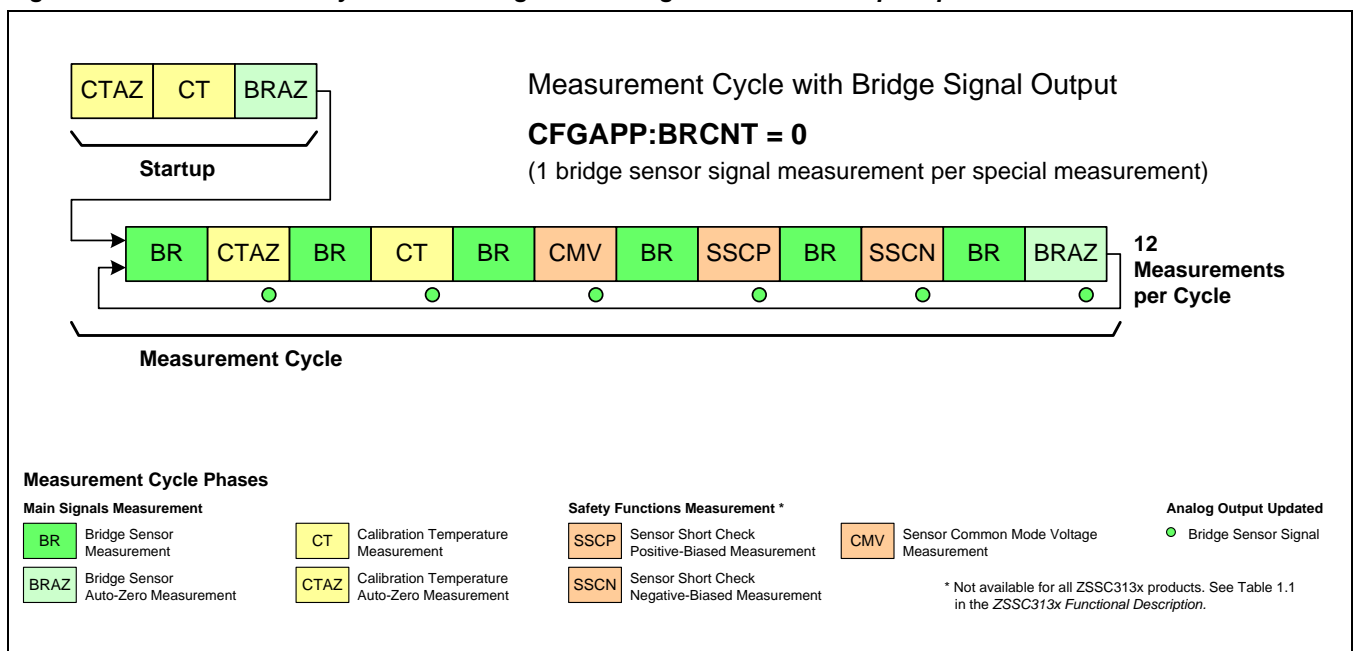 CTAZ CT BRAZ
Startup
Measurement Cycle with Bridge Signal Output
CFGAPP:BRCNT = 0
(1 bridge sensor signal measurement per special measurement)
BR CTAZ BR CT BR CMV BR SSCP BR SSCN BR BRAZ
12
Measurements
per Cycle
Measurement Cycle
Measurement Cycle Phases
Main Signals Measurement
BR Bridge Sensor
Measurement
BRAZ Bridge Sensor
Auto-Zero Measurement
CT Calibration Temperature
Measurement
CTAZ Calibration Temperature
Auto-Zero Measurement
Safety Functions Measurement *
SSCP Sensor Short Check
Positive-Biased Measurement
SSCN Sensor Short Check
Negative-Biased Measurement
CMV Sensor Common Mode Voltage
Measurement
Analog Output Updated
Bridge Sensor Signal
* Not available for all ZSSC313x products. See Table 1.1
in the ZSSC313x Functional Description.